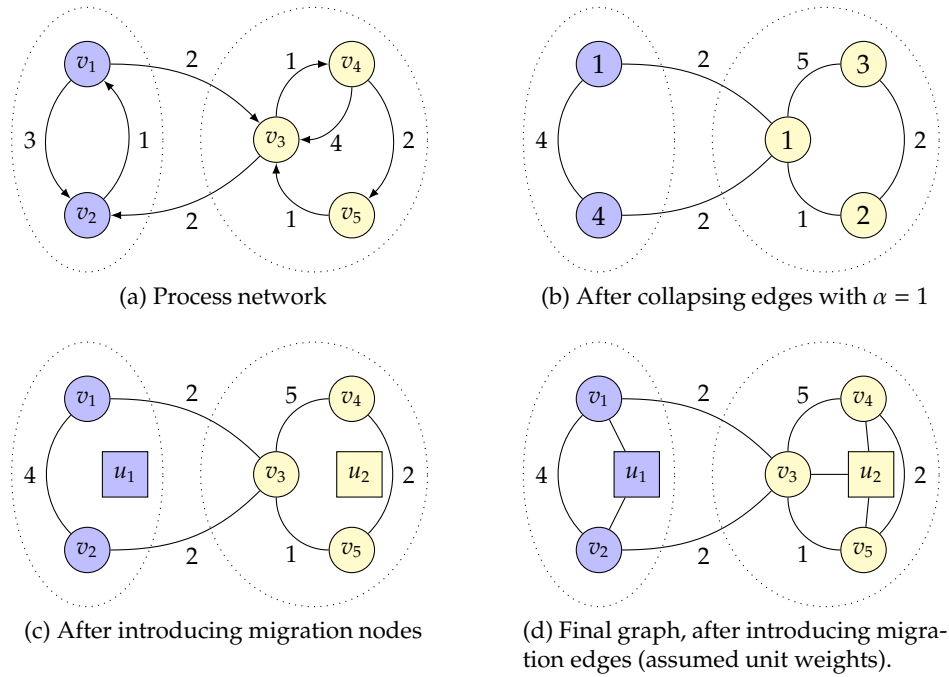 v₁ 2 v₄
1
3 1 v₃ 4 2
v₂ 2 1 v₅
(a) Process network
1 2 5 3
4 1 2
4 2 1 2
(b) After collapsing edges with α = 1
v₁ 2 5 v₄
4 u₁ v₃ u₂ 2
v₂ 2 1 v₅
(c) After introducing migration nodes
v₁ 2 5 v₄
4 u₁ v₃ u₂ 2
v₂ 2 1 v₅
(d) Final graph, after introducing migra-
tion edges (assumed unit weights).